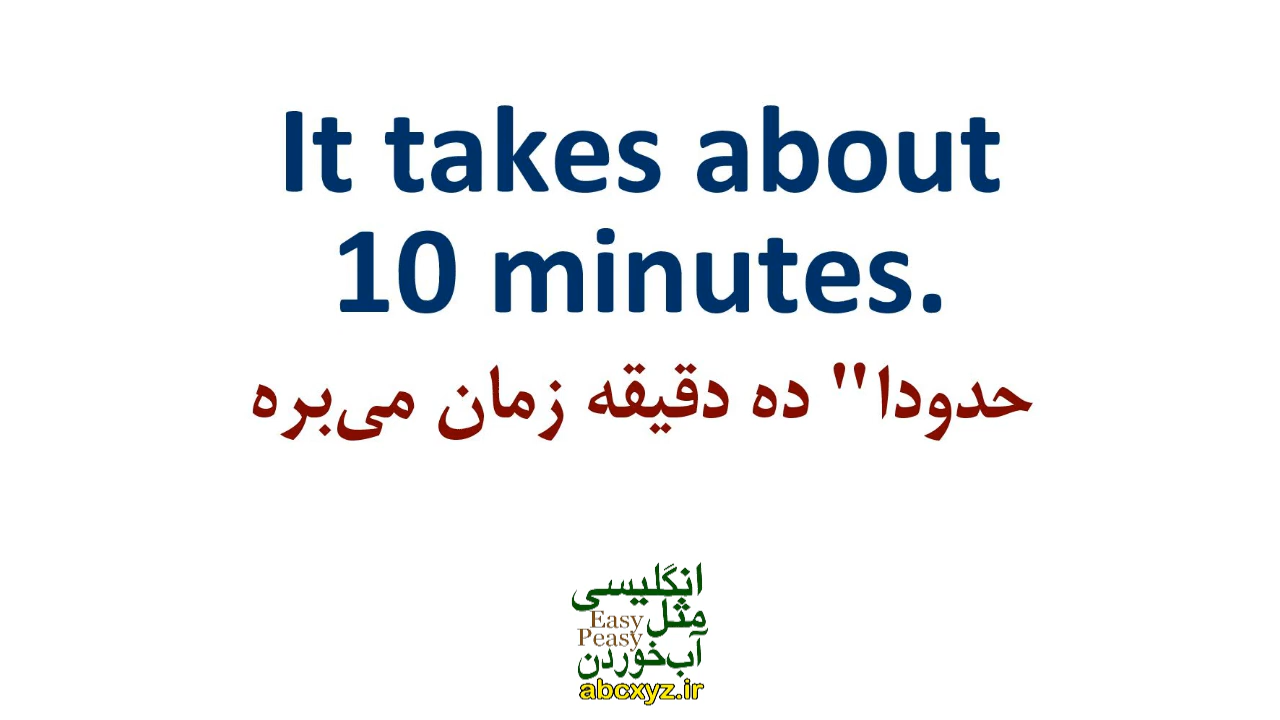 It takes about
10 minutes.
حدودا" ده دقیقه زمان می‌بره
انگلیسی
مثل
Easy
Peasy
آب‌خوردن
abcxyz.ir